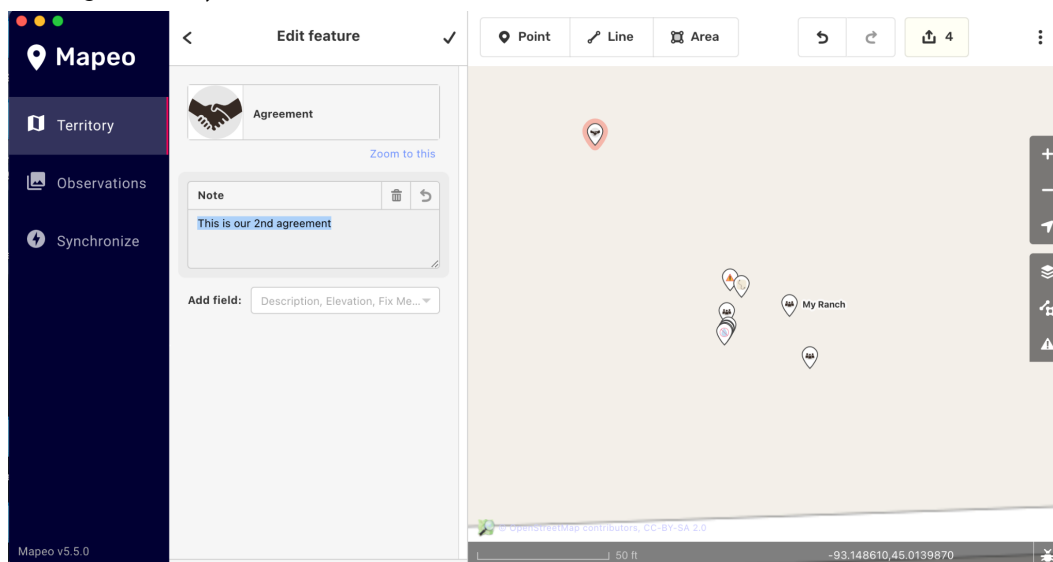 Mapeo
Territory
Observations
Synchronize
Mapeo v5.5.0
Edit feature
Agreement
Zoom to this
Note
This is our 2nd agreement
Add field:
Description, Elevation, Fix Me...
Point
Line
Area
4
My Ranch
© OpenStreetMap contributors, CC-BY-SA 2.0
50 ft
-93.148610,45.0139870